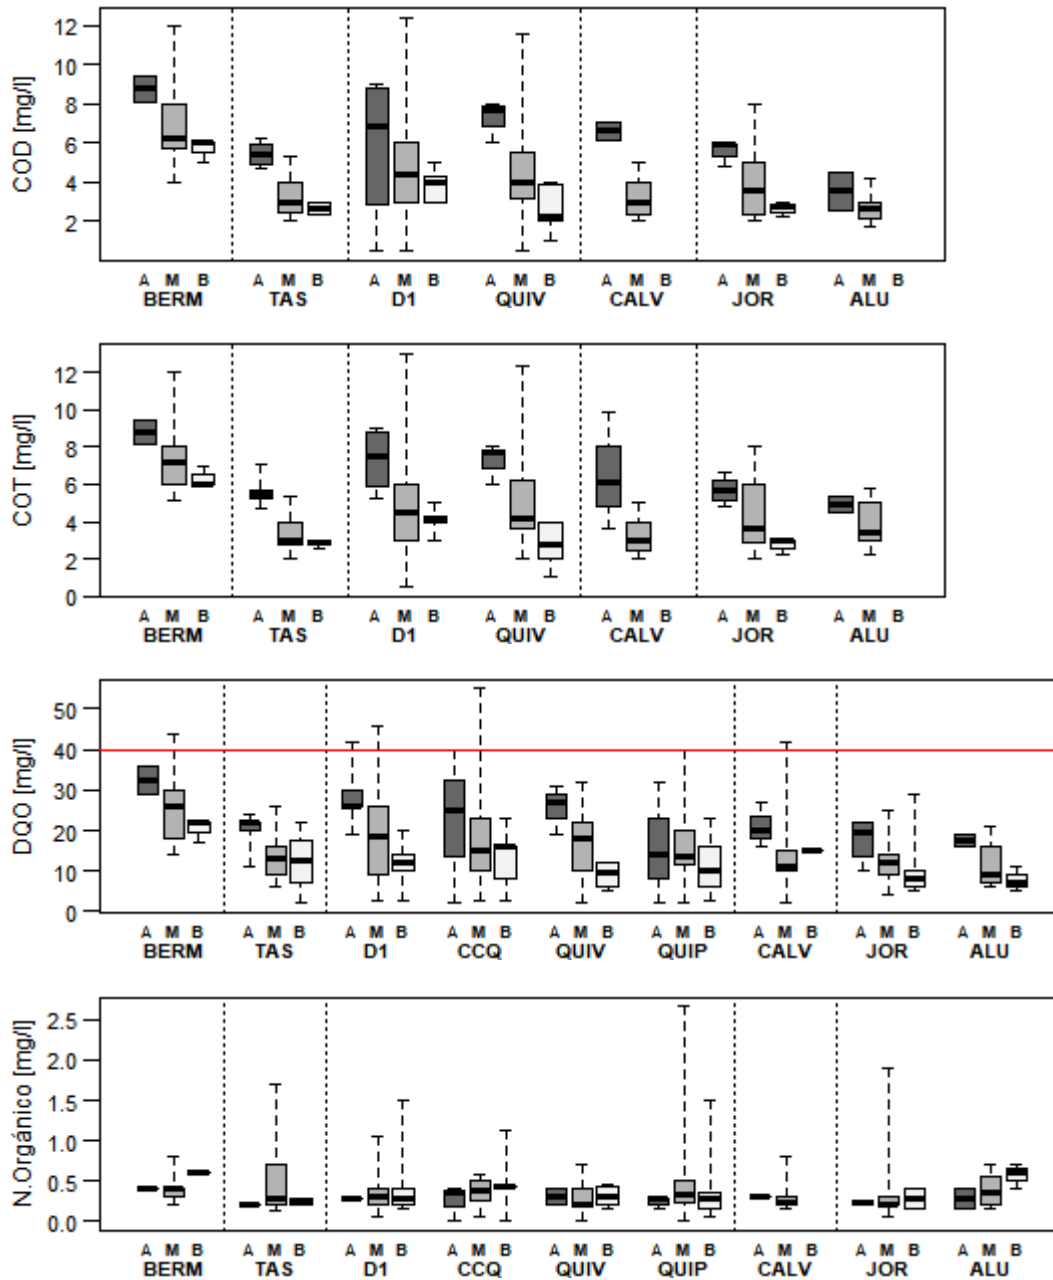 COD [mg/l]
12
10
8
6
4
2
A M B A M B A M B A M B A M B A M B A M B
BERM TAS D1 QUIV CALV JOR ALU
COT [mg/l]
12
10
8
6
4
2
0
A M B A M B A M B A M B A M B A M B A M B
BERM TAS D1 QUIV CALV JOR ALU
DQO [mg/l]
50
40
30
20
10
0
A M B A M B A M B A M B A M B A M B A M B A M B A M B
BERM TAS D1 CCQ QUIV QUIP CALV JOR ALU
N.Orgánico [mg/l]
2.5
2.0
1.5
1.0
0.5
0.0
A M B A M B A M B A M B A M B A M B A M B A M B A M B
BERM TAS D1 CCQ QUIV QUIP CALV JOR ALU